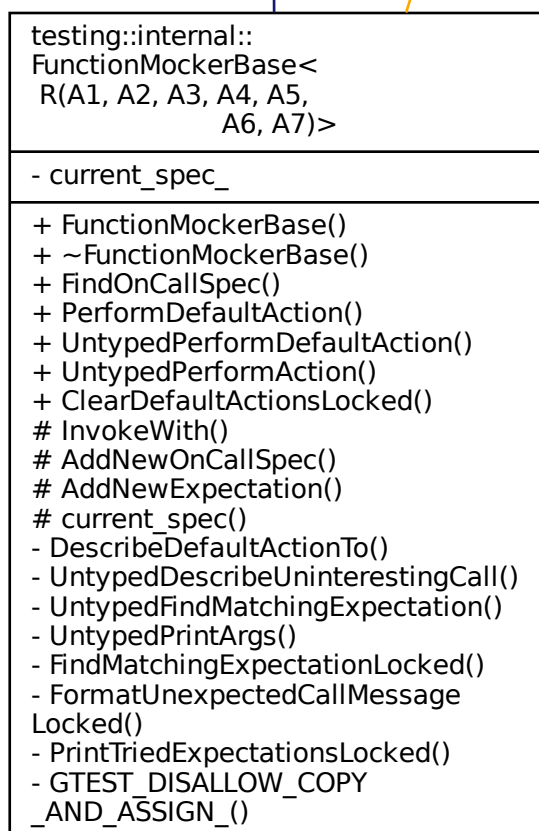 testing::internal::
FunctionMockerBase<
R(A1, A2, A3, A4, A5,
A6, A7)>
- current_spec_
+ FunctionMockerBase()
+ ~FunctionMockerBase()
+ FindOnCallSpec()
+ PerformDefaultAction()
+ UntypedPerformDefaultAction()
+ UntypedPerformAction()
+ ClearDefaultActionsLocked()
# InvokeWith()
# AddNewOnCallSpec()
# AddNewExpectation()
# current_spec()
- DescribeDefaultActionTo()
- UntypedDescribeUninterestingCall()
- UntypedFindMatchingExpectation()
- UntypedPrintArgs()
- FindMatchingExpectationLocked()
- FormatUnexpectedCallMessage
Locked()
- PrintTriedExpectationsLocked()
- GTEST_DISALLOW_COPY
_AND_ASSIGN_()